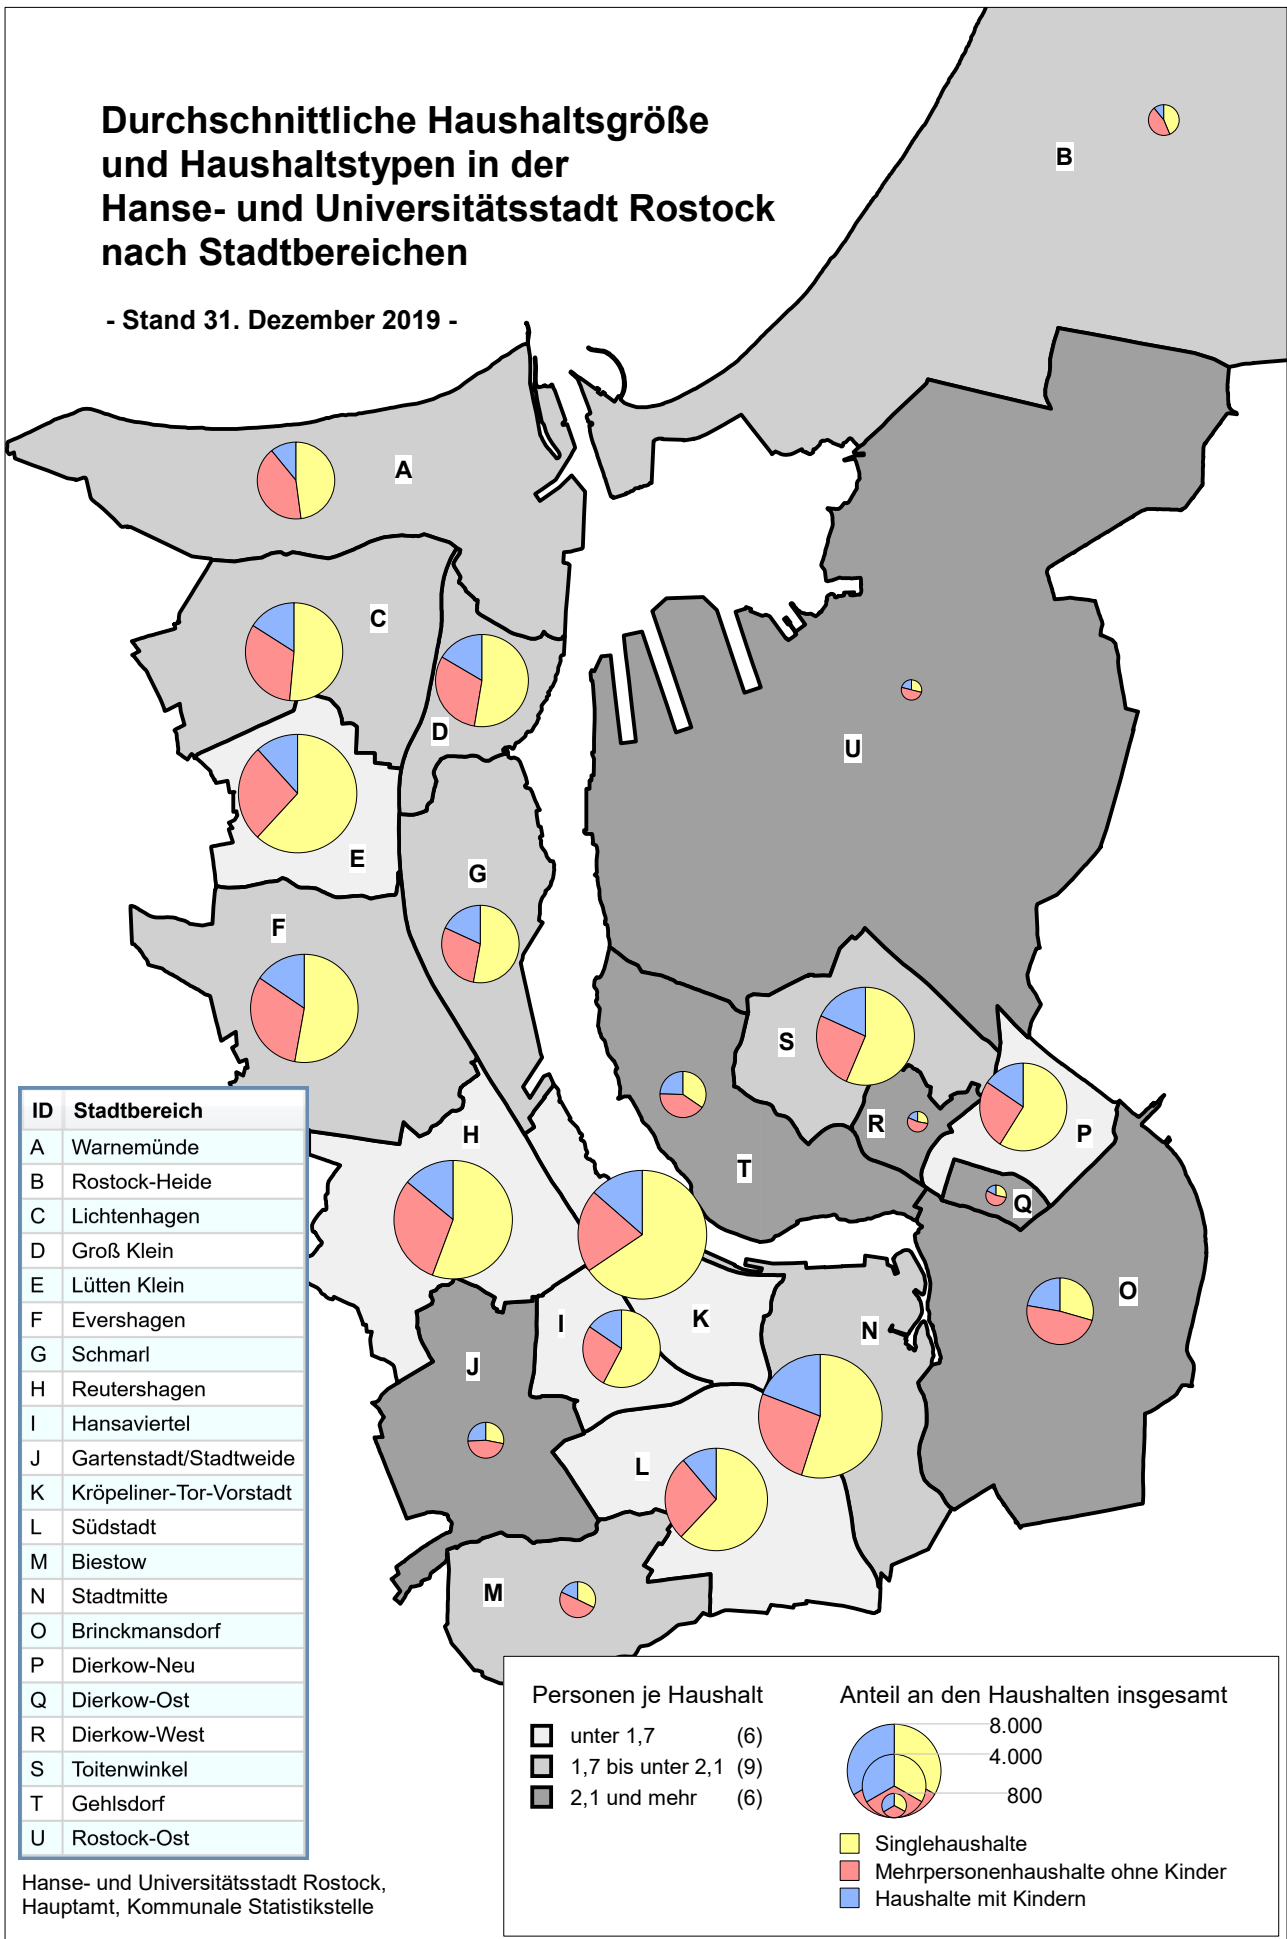 Durchschnittliche Haushaltsgröße
und Haushaltstypen in der
Hanse- und Universitätsstadt Rostock
nach Stadtbereichen
- Stand 31. Dezember 2019 -
B
A
C
D
U
E
G
F
S
H
R
P
T
Q
O
I
K
N
J
L
M
ID Stadtbereich
A Warnemünde
B Rostock-Heide
C Lichtenhagen
D Groß Klein
E Lütten Klein
F Evershagen
G Schmarl
H Reutershagen
I Hansaviertel
J Gartenstadt/Stadtweide
K Kröpeliner-Tor-Vorstadt
L Südstadt
M Biestow
N Stadtmitte
O Brinckmansdorf
P Dierkow-Neu
Q Dierkow-Ost
R Dierkow-West
S Toitenwinkel
T Gehlsdorf
U Rostock-Ost
Hanse- und Universitätsstadt Rostock,
Hauptamt, Kommunale Statistikstelle
Personen je Haushalt
unter 1,7 (6)
1,7 bis unter 2,1 (9)
2,1 und mehr (6)
Anteil an den Haushalten insgesamt
8.000
4.000
800
Singlehaushalte
Mehrpersonenhaushalte ohne Kinder
Haushalte mit Kindern